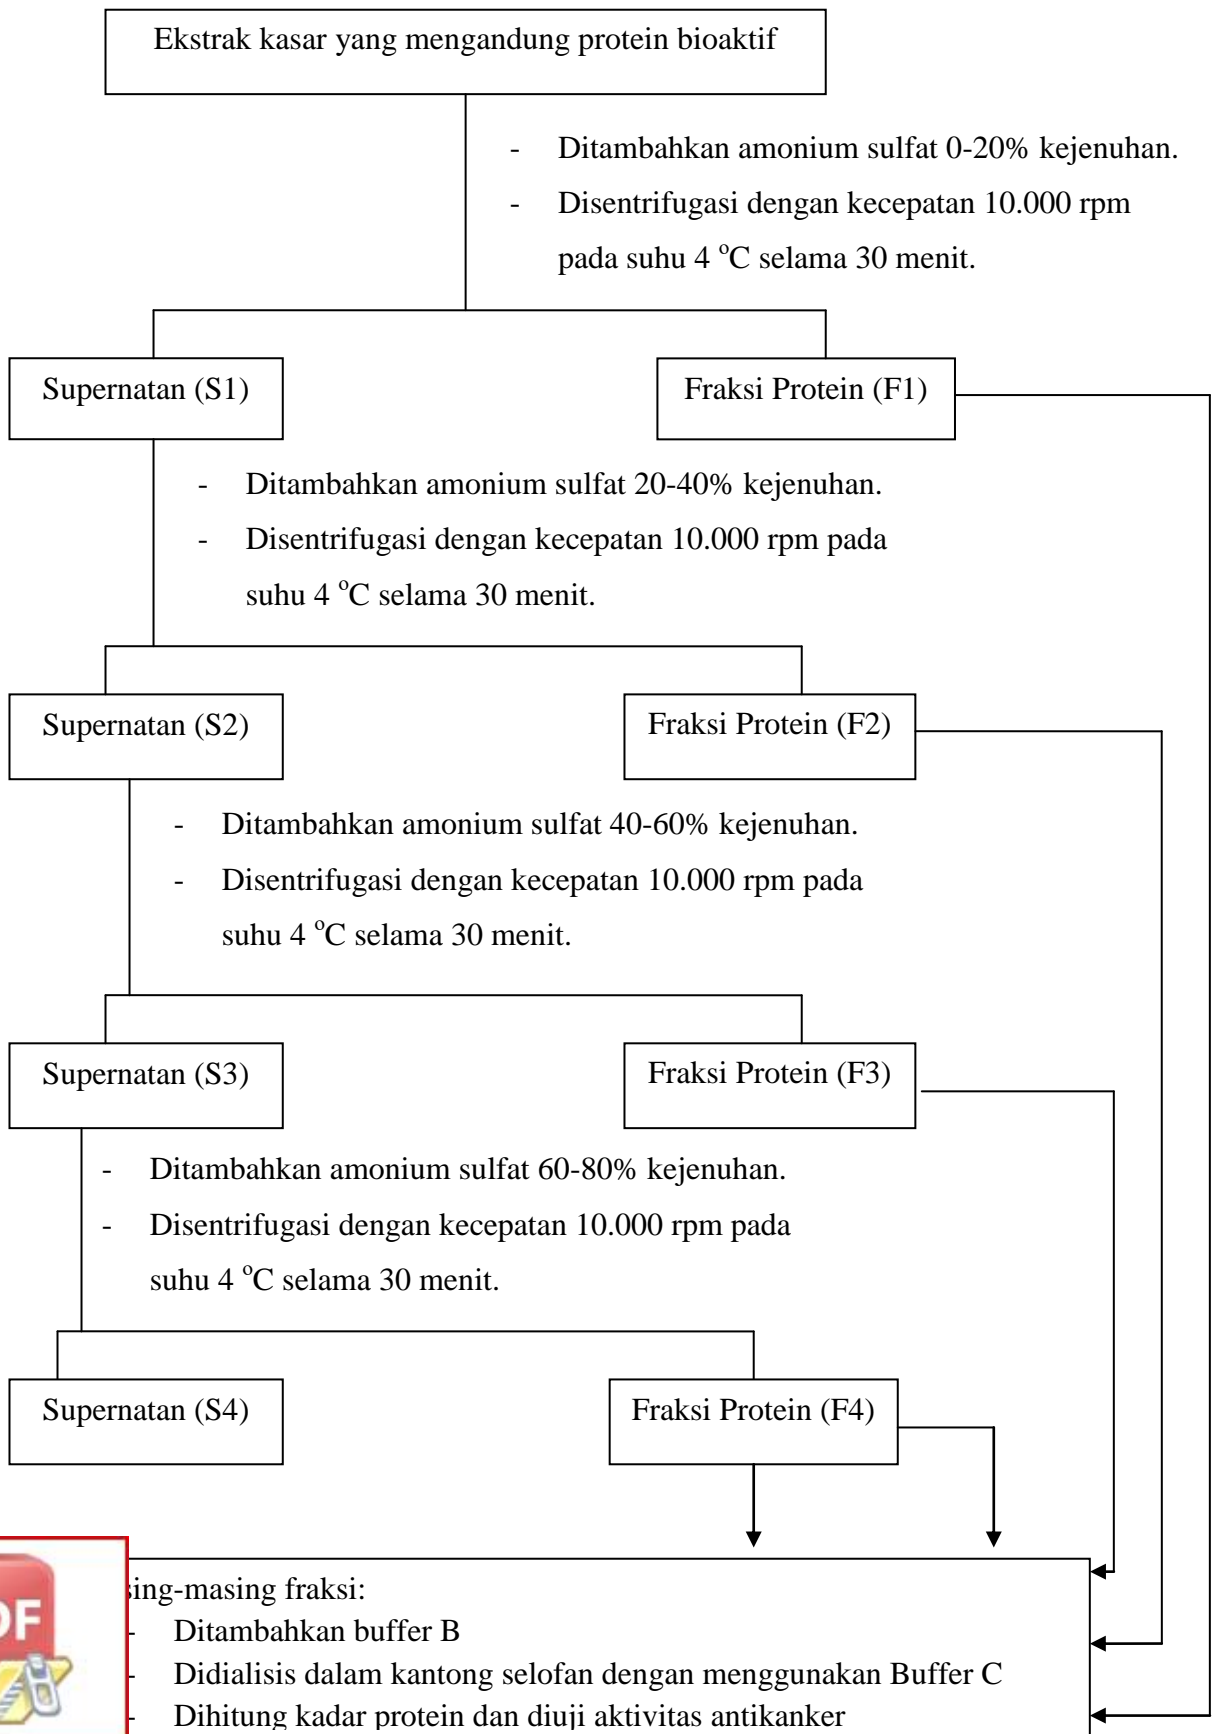 Ekstrak kasar yang mengandung protein bioaktif
- Ditambahkan amonium sulfat 0-20% kejenuhan.
- Disentrifugasi dengan kecepatan 10.000 rpm
pada suhu 4 °C selama 30 menit.
Supernatan (S1)
Fraksi Protein (F1)
- Ditambahkan amonium sulfat 20-40% kejenuhan.
- Disentrifugasi dengan kecepatan 10.000 rpm pada
suhu 4 °C selama 30 menit.
Supernatan (S2)
Fraksi Protein (F2)
- Ditambahkan amonium sulfat 40-60% kejenuhan.
- Disentrifugasi dengan kecepatan 10.000 rpm pada
suhu 4 °C selama 30 menit.
Supernatan (S3)
Fraksi Protein (F3)
- Ditambahkan amonium sulfat 60-80% kejenuhan.
- Disentrifugasi dengan kecepatan 10.000 rpm pada
suhu 4 °C selama 30 menit.
Supernatan (S4)
Fraksi Protein (F4)
sing-masing fraksi:
- Ditambahkan buffer B
- Didialisis dalam kantong selofan dengan menggunakan Buffer C
- Dihitung kadar protein dan diuji aktivitas antikanker